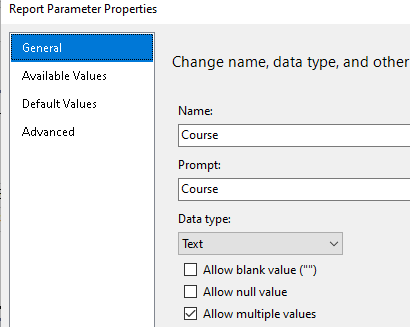 Report Parameter Properties
General
Available Values
Default Values
Advanced
Change name, data type, and other
Name:
Course
Prompt:
Course
Data type:
Text
Allow blank value ("")
Allow null value
Allow multiple values